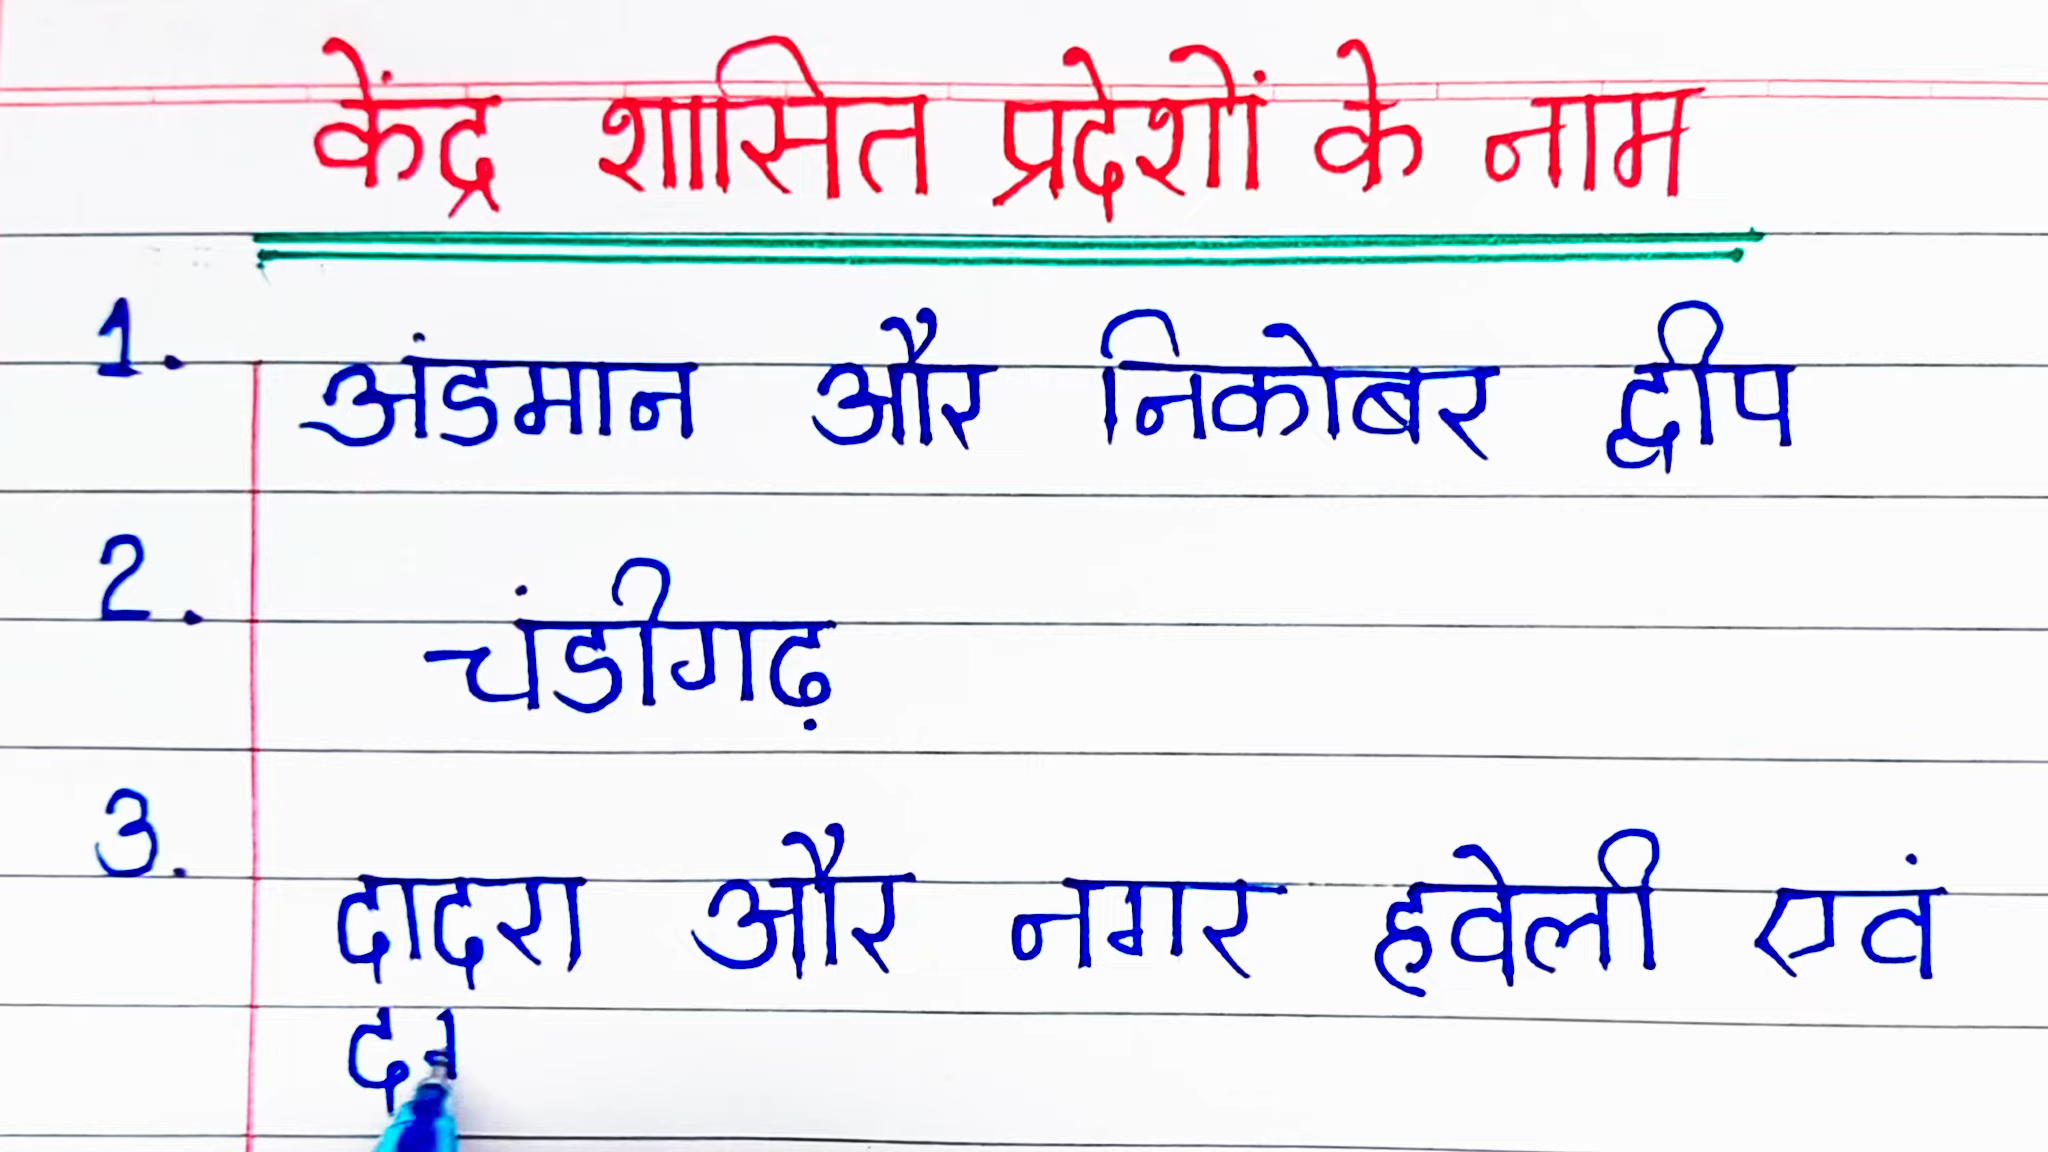 केंद्र शासित प्रदेशों के नाम
1. अंडमान और निकोबर द्वीप
2. चंडीगढ़
3. दादरा और नगर हवेली एवं